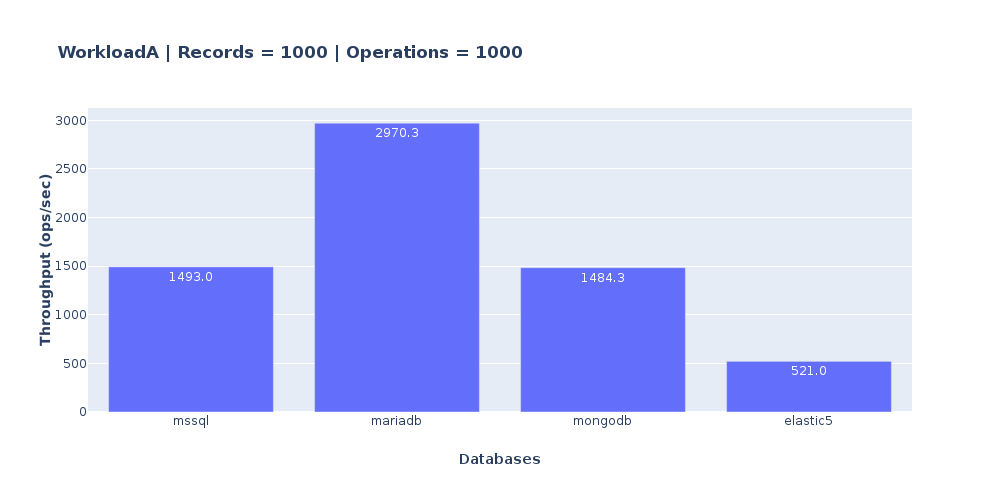 WorkloadA | Records = 1000 | Operations = 1000
Throughput (ops/sec)
3000
2500
2000
1500
1000
500
0
1493.0
2970.3
1484.3
521.0
mssql
mariadb
mongodb
elastic5
Databases